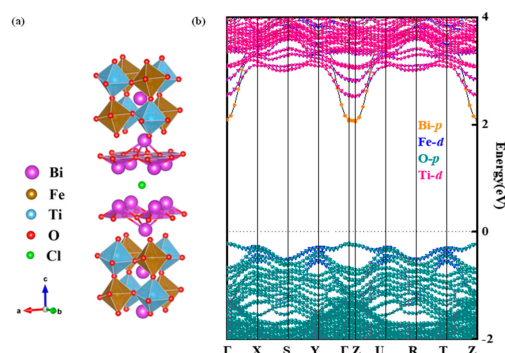 (a)
Bi
Fe
Ti
O
Cl
c
a
b
(b)
4
2
0
-2
Energy(eV)
Bi-p
Fe-d
O-p
Ti-d
Γ X S Y Γ Z U R T Z